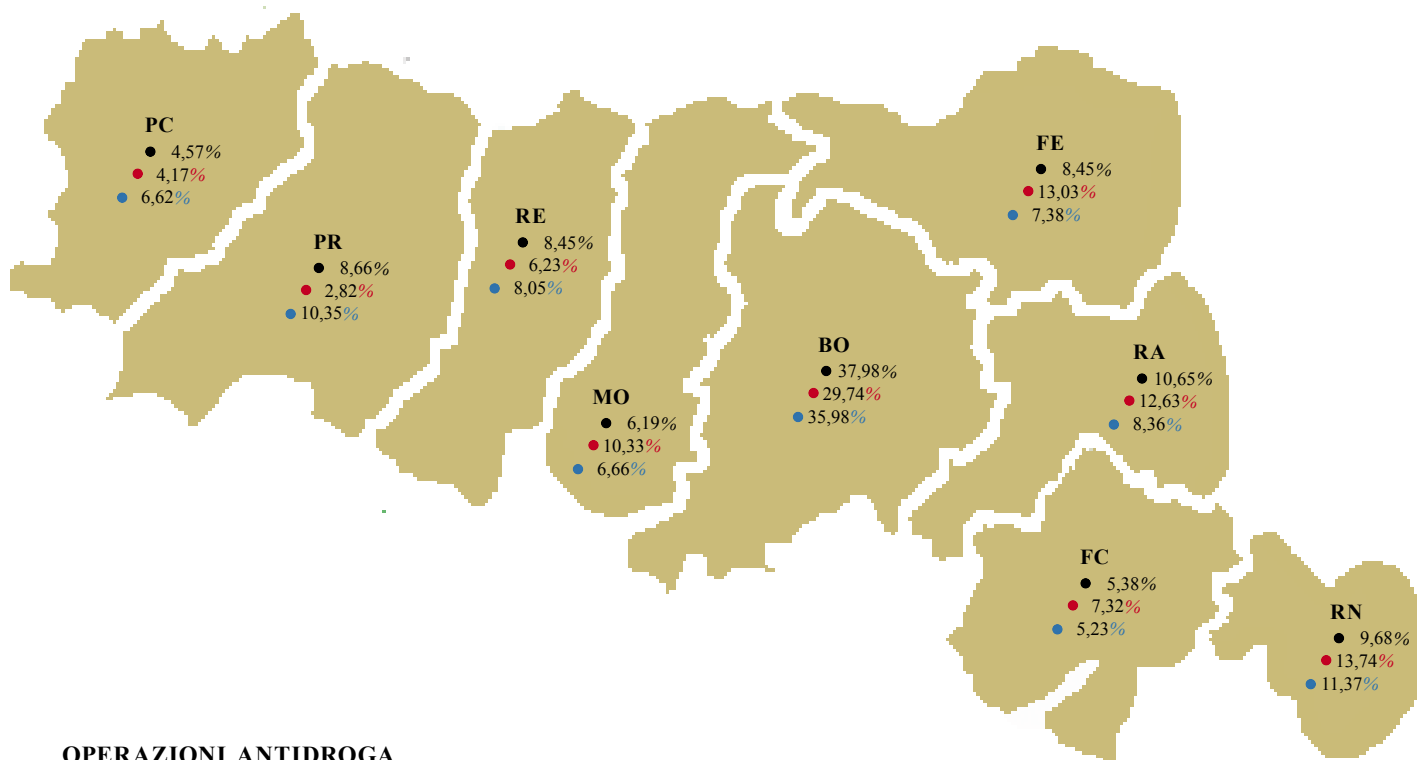 PC
4,57%
4,17%
6,62%
PR
8,66%
2,82%
10,35%
RE
8,45%
6,23%
8,05%
MO
6,19%
10,33%
6,66%
BO
37,98%
29,74%
35,98%
FE
8,45%
13,03%
7,38%
RA
10,65%
12,63%
8,36%
FC
5,38%
7,32%
5,23%
RN
9,68%
13,74%
11,37%
OPERAZIONI ANTIDROGA